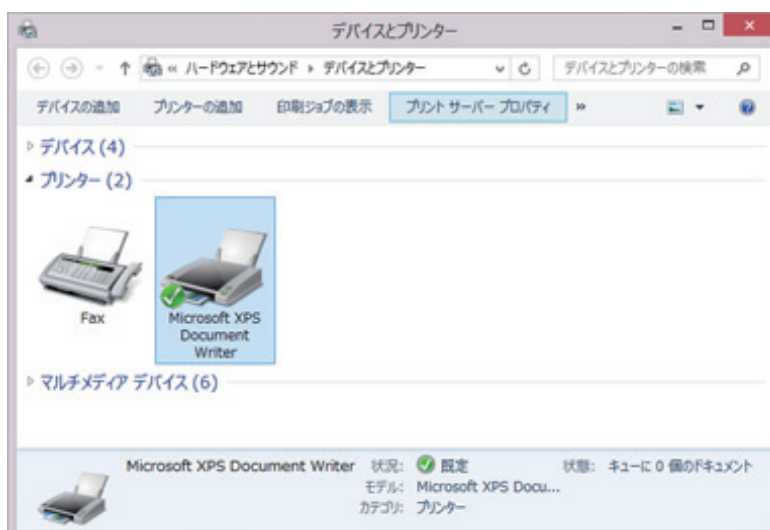 デバイスとプリンター
« ハードウェアとサウンド ▸ デバイスとプリンター
デバイスとプリンターの検索
デバイスの追加 プリンターの追加 印刷ジョブの表示 プリント サーバー プロパティ »
デバイス (4)
プリンター (2)
Fax
Microsoft XPS
Document
Writer
マルチメディア デバイス (6)
Microsoft XPS Document Writer 状況: 既定 状態: キューに 0 個のドキュメント
モデル: Microsoft XPS Docu...
カテゴリ: プリンター